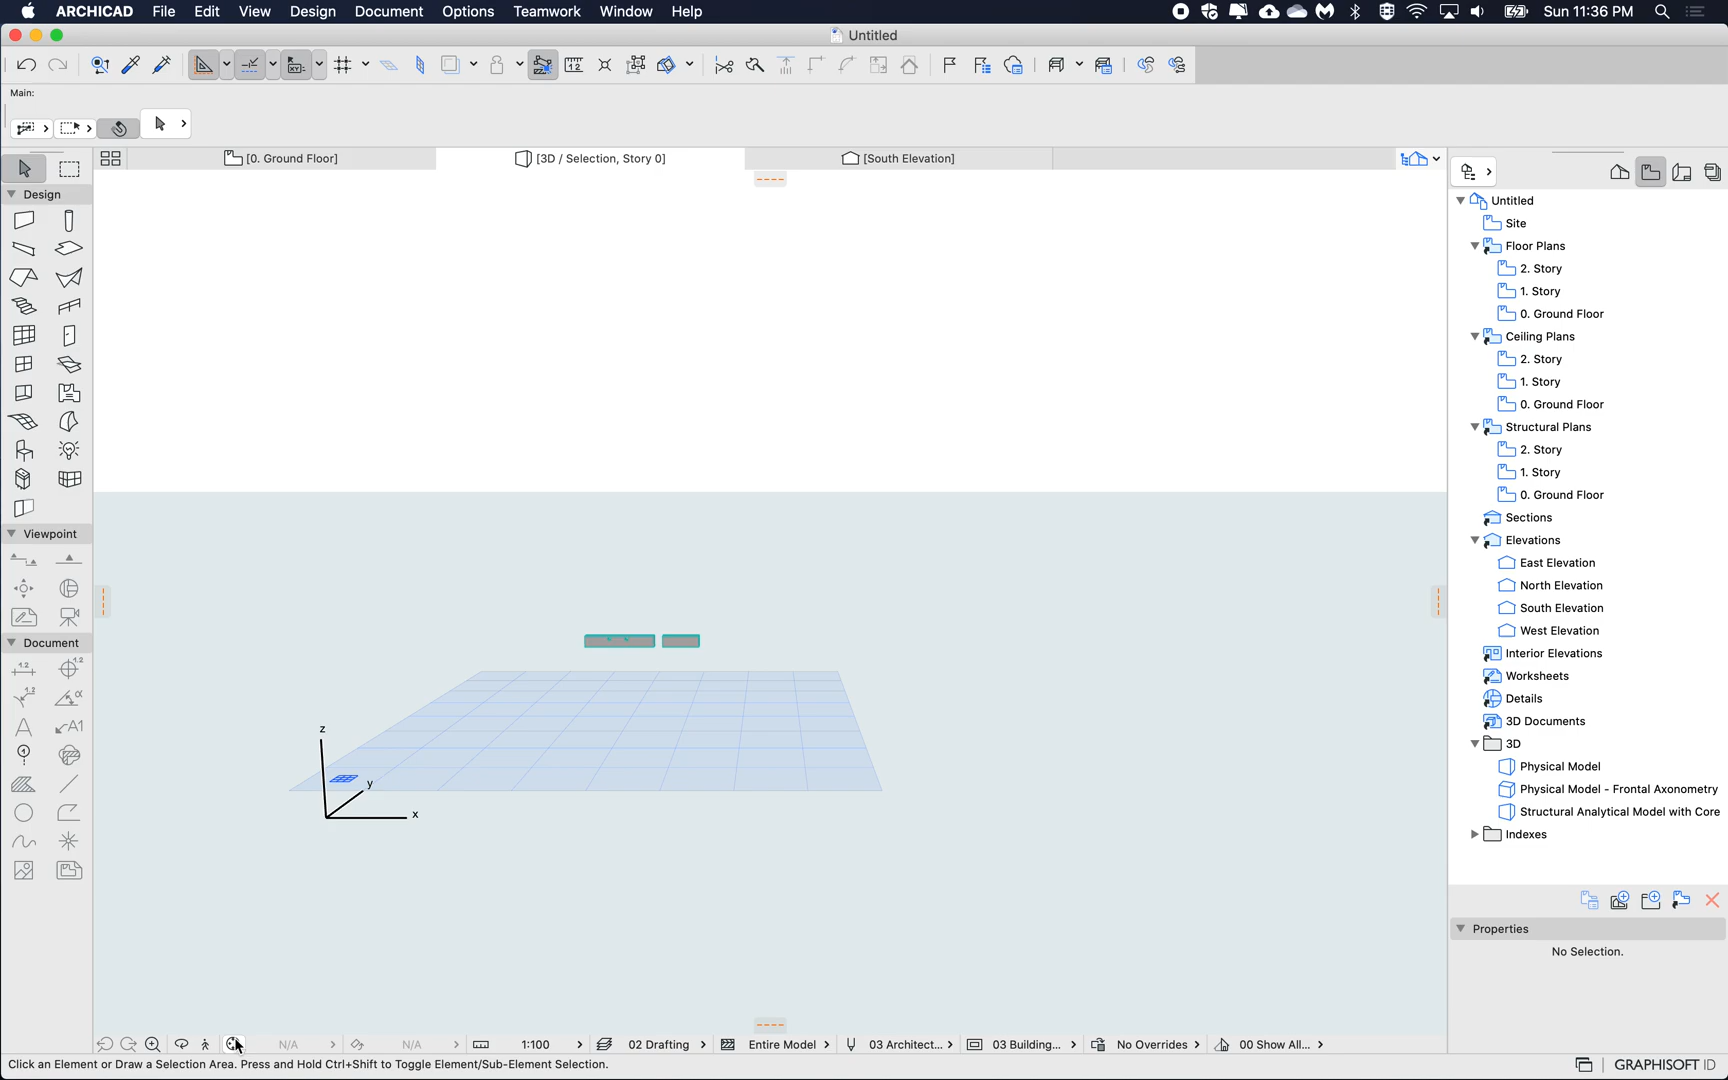 ARCHICAD File Edit View Design Document Options Teamwork Window Help Sun 11:36 PM
Untitled
Main:
[0. Ground Floor] [3D / Selection, Story 0] [South Elevation]
Design
Viewpoint
Document
Untitled
Site
Floor Plans
2. Story
1. Story
0. Ground Floor
Ceiling Plans
2. Story
1. Story
0. Ground Floor
Structural Plans
2. Story
1. Story
0. Ground Floor
Sections
Elevations
East Elevation
North Elevation
South Elevation
West Elevation
Interior Elevations
Worksheets
Details
3D Documents
3D
Physical Model
Physical Model - Frontal Axonometry
Structural Analytical Model with Core
Indexes
Properties
No Selection.
z
y
x
N/A N/A 1:100 02 Drafting Entire Model 03 Architect... 03 Building... No Overrides 00 Show All...
Click an Element or Draw a Selection Area. Press and Hold Ctrl+Shift to Toggle Element/Sub-Element Selection.
GRAPHISOFT ID